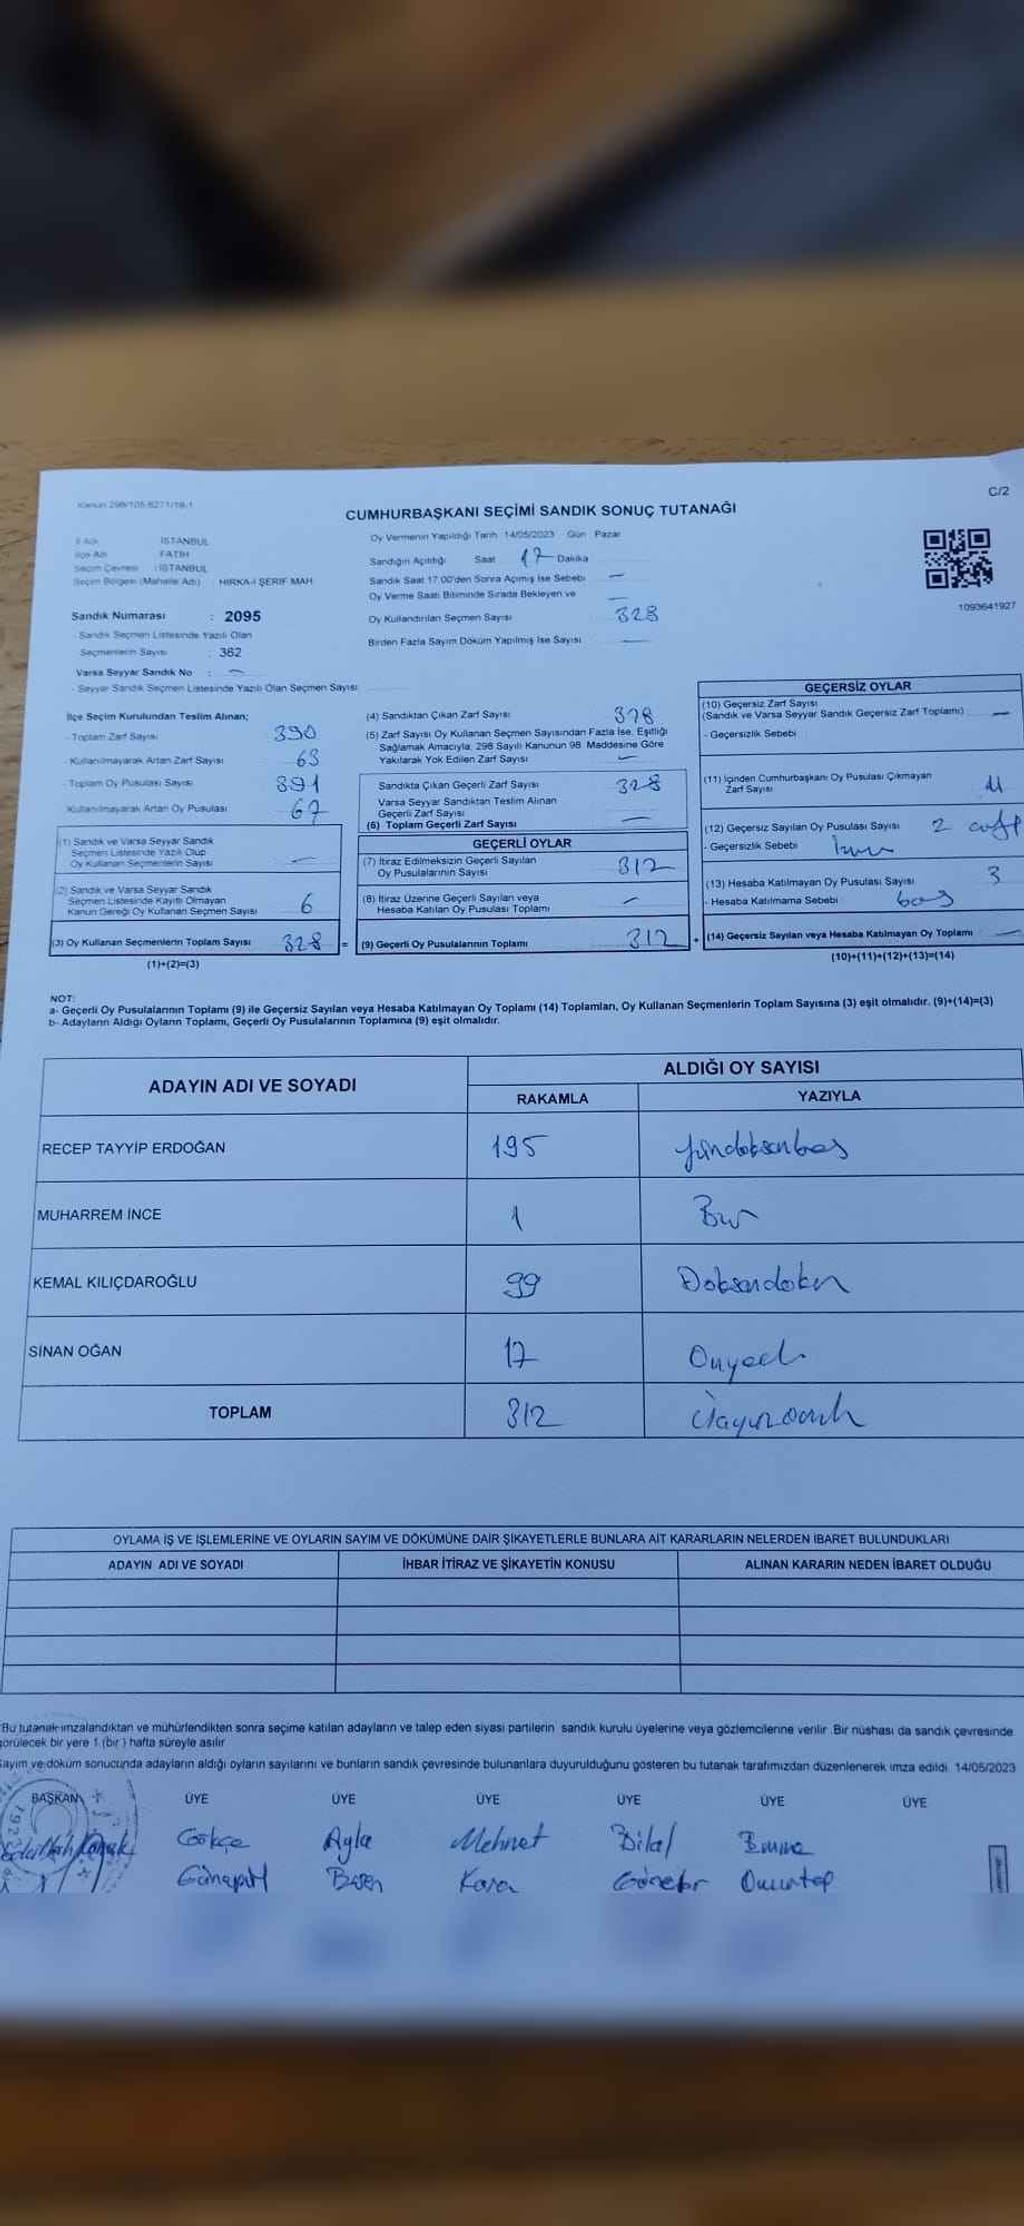 Kanun 298/105-6271/19-1
C/2
CUMHURBAŞKANI SEÇİMİ SANDIK SONUÇ TUTANAĞI
İl Adı İSTANBUL
İlçe Adı FATİH
Seçim Çevresi : İSTANBUL
Seçim Bölgesi (Mahalle Adı) : HIRKA-I ŞERİF MAH
Sandık Numarası : 2095
- Sandık Seçmen Listesinde Yazılı Olan
Seçmenlerin Sayısı : 362
Varsa Seyyar Sandık No : —
- Seyyar Sandık Seçmen Listesinde Yazılı Olan Seçmen Sayısı
Oy Vermenin Yapıldığı Tarih 14/05/2023 Gün Pazar
Sandığın Açıldığı Saat 17 Dakika
Sandık Saat 17:00'den Sonra Açımış İse Sebebi —
Oy Verme Saati Bitiminde Sırada Bekleyen ve —
Oy Kullandırılan Seçmen Sayısı 328
Birden Fazla Sayım Döküm Yapılmış İse Sayısı —
1093641927
İlçe Seçim Kurulundan Teslim Alınan;
- Toplam Zarf Sayısı 390
- Kullanılmayarak Artan Zarf Sayısı 63
- Toplam Oy Pusulası Sayısı 391
Kullanılmayarak Artan Oy Pusulası 67
(1) Sandık ve Varsa Seyyar Sandık
Seçmen Listesinde Yazılı Olup
Oy Kullanan Seçmenlerin Sayısı —
(2) Sandık ve Varsa Seyyar Sandık
Seçmen Listesinde Kayıtlı Olmayan
Kanun Gereği Oy Kullanan Seçmen Sayısı 6
(3) Oy Kullanan Seçmenlerin Toplam Sayısı 328 =
(1)+(2)=(3)
(4) Sandıktan Çıkan Zarf Sayısı 328
(5) Zarf Sayısı Oy Kullanan Seçmen Sayısından Fazla İse, Eşitliği
Sağlamak Amacıyla, 298 Sayılı Kanunun 98. Maddesine Göre
Yakılarak Yok Edilen Zarf Sayısı —
Sandıkta Çıkan Geçerli Zarf Sayısı 328
Varsa Seyyar Sandıktan Teslim Alınan
Geçerli Zarf Sayısı
(6) Toplam Geçerli Zarf Sayısı —
GEÇERLİ OYLAR
(7) İtiraz Edilmeksizin Geçerli Sayılan
Oy Pusulalarının Sayısı 312
(8) İtiraz Üzerine Geçerli Sayılan veya
Hesaba Katılan Oy Pusulası Toplamı —
(9) Geçerli Oy Pusulalarının Toplamı 312 +
GEÇERSİZ OYLAR
(10) Geçersiz Zarf Sayısı
(Sandık ve Varsa Seyyar Sandık Geçersiz Zarf Toplamı) —
- Geçersizlik Sebebi
(11) İçinden Cumhurbaşkanı Oy Pusulası Çıkmayan
Zarf Sayısı 11
(12) Geçersiz Sayılan Oy Pusulası Sayısı 2
- Geçersizlik Sebebi
(13) Hesaba Katılmayan Oy Pusulası Sayısı 3
- Hesaba Katılmama Sebebi boş
(14) Geçersiz Sayılan veya Hesaba Katılmayan Oy Toplamı —
(10)+(11)+(12)+(13)=(14)
NOT:
a- Geçerli Oy Pusulalarının Toplamı (9) ile Geçersiz Sayılan veya Hesaba Katılmayan Oy Toplamı (14) Toplamları, Oy Kullanan Seçmenlerin Toplam Sayısına (3) eşit olmalıdır. (9)+(14)=(3)
b- Adayların Aldığı Oyların Toplamı, Geçerli Oy Pusulalarının Toplamına (9) eşit olmalıdır.
ADAYIN ADI VE SOYADI
ALDIĞI OY SAYISI
RAKAMLA YAZIYLA
RECEP TAYYİP ERDOĞAN 195 yüzdoksanbeş
MUHARREM İNCE 1 Bir
KEMAL KILIÇDAROĞLU 99 Doksandokuz
SİNAN OĞAN 17 Onyedi
TOPLAM 312 üçyüzoniki
OYLAMA İŞ VE İŞLEMLERİNE VE OYLARIN SAYIM VE DÖKÜMÜNE DAİR ŞİKAYETLERLE BUNLARA AİT KARARLARIN NELERDEN İBARET BULUNDUKLARI
ADAYIN ADI VE SOYADI İHBAR İTİRAZ VE ŞİKAYETİN KONUSU ALINAN KARARIN NEDEN İBARET OLDUĞU
Bu tutanak imzalandıktan ve mühürlendikten sonra seçime katılan adayların ve talep eden siyasi partilerin sandık kurulu üyelerine veya gözlemcilerine verilir. Bir nüshası da sandık çevresinde
görülecek bir yere 1 (bir ) hafta süreyle asılır
Sayım ve döküm sonucunda adayların aldığı oyların sayılarını ve bunların sandık çevresinde bulunanlara duyurulduğunu gösteren bu tutanak tarafımızdan düzenlenerek imza edildi. 14/05/2023
BAŞKAN ÜYE ÜYE ÜYE ÜYE ÜYE ÜYE
Gökçe Ayla Mehmet Bilal Emine
Kara